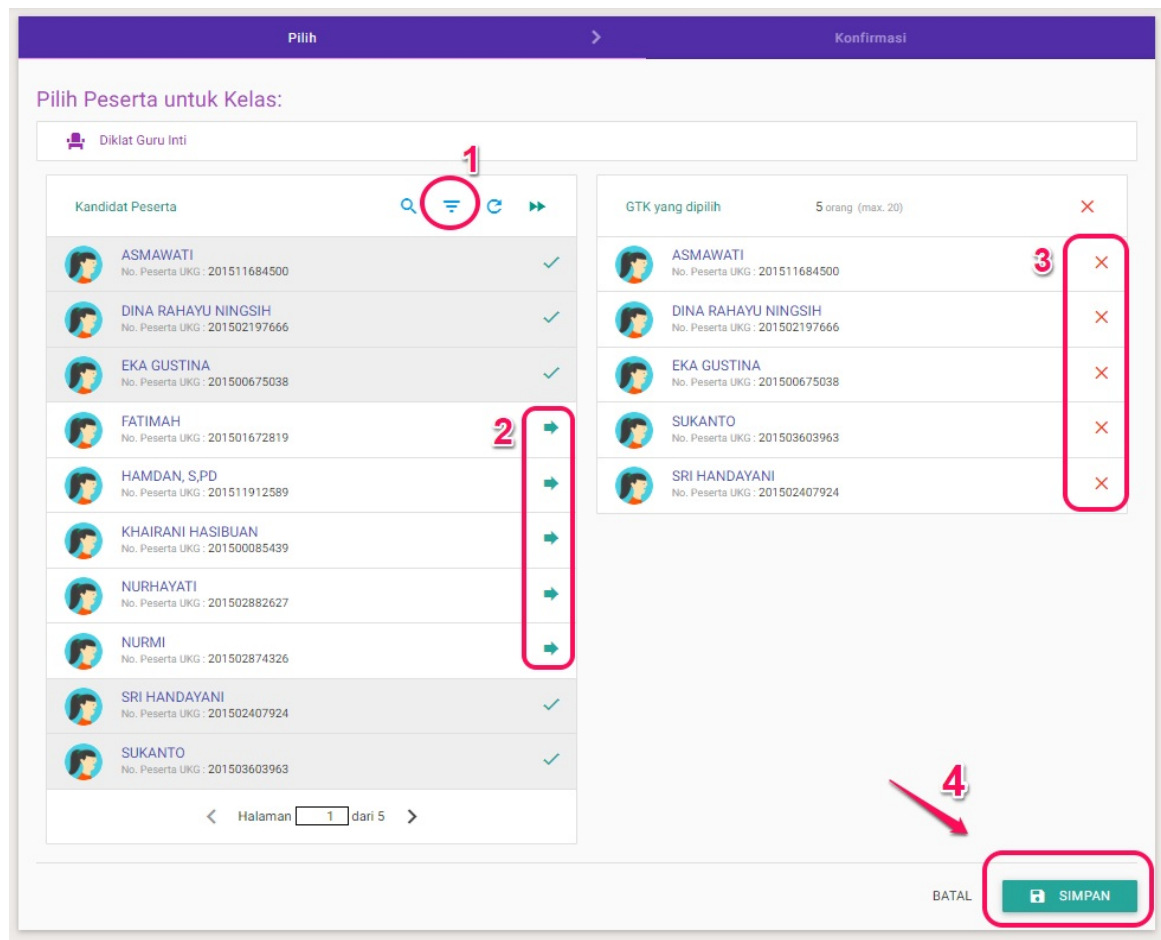 Pilih
Konfirmasi
Pilih Peserta untuk Kelas:
Diklat Guru Inti
1
Kandidat Peserta
ASMAWATI
No. Peserta UKG : 201511684500
DINA RAHAYU NINGSIH
No. Peserta UKG : 201502197666
EKA GUSTINA
No. Peserta UKG : 201500675038
FATIMAH
No. Peserta UKG : 201501672819
2
HAMDAN, S,PD
No. Peserta UKG : 201511912589
KHAIRANI HASIBUAN
No. Peserta UKG : 201500085439
NURHAYATI
No. Peserta UKG : 201502882627
NURMI
No. Peserta UKG : 201502874326
SRI HANDAYANI
No. Peserta UKG : 201502407924
SUKANTO
No. Peserta UKG : 201503603963
Halaman 1 dari 5
GTK yang dipilih 5 orang (max. 20)
ASMAWATI
No. Peserta UKG : 201511684500
3
DINA RAHAYU NINGSIH
No. Peserta UKG : 201502197666
EKA GUSTINA
No. Peserta UKG : 201500675038
SUKANTO
No. Peserta UKG : 201503603963
SRI HANDAYANI
No. Peserta UKG : 201502407924
4
BATAL
SIMPAN